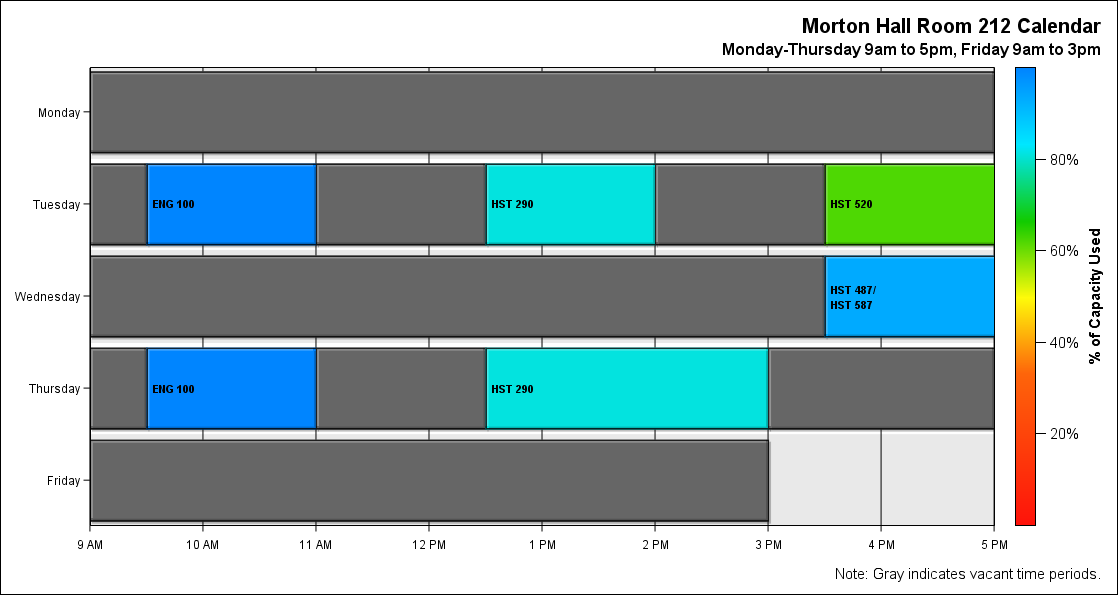 Morton Hall Room 212 Calendar
Monday-Thursday 9am to 5pm, Friday 9am to 3pm
Monday
Tuesday
ENG 100
HST 290
HST 520
Wednesday
HST 487/
HST 587
Thursday
ENG 100
HST 290
Friday
9 AM
10 AM
11 AM
12 PM
1 PM
2 PM
3 PM
4 PM
5 PM
80%
60%
40%
20%
% of Capacity Used
Note: Gray indicates vacant time periods.